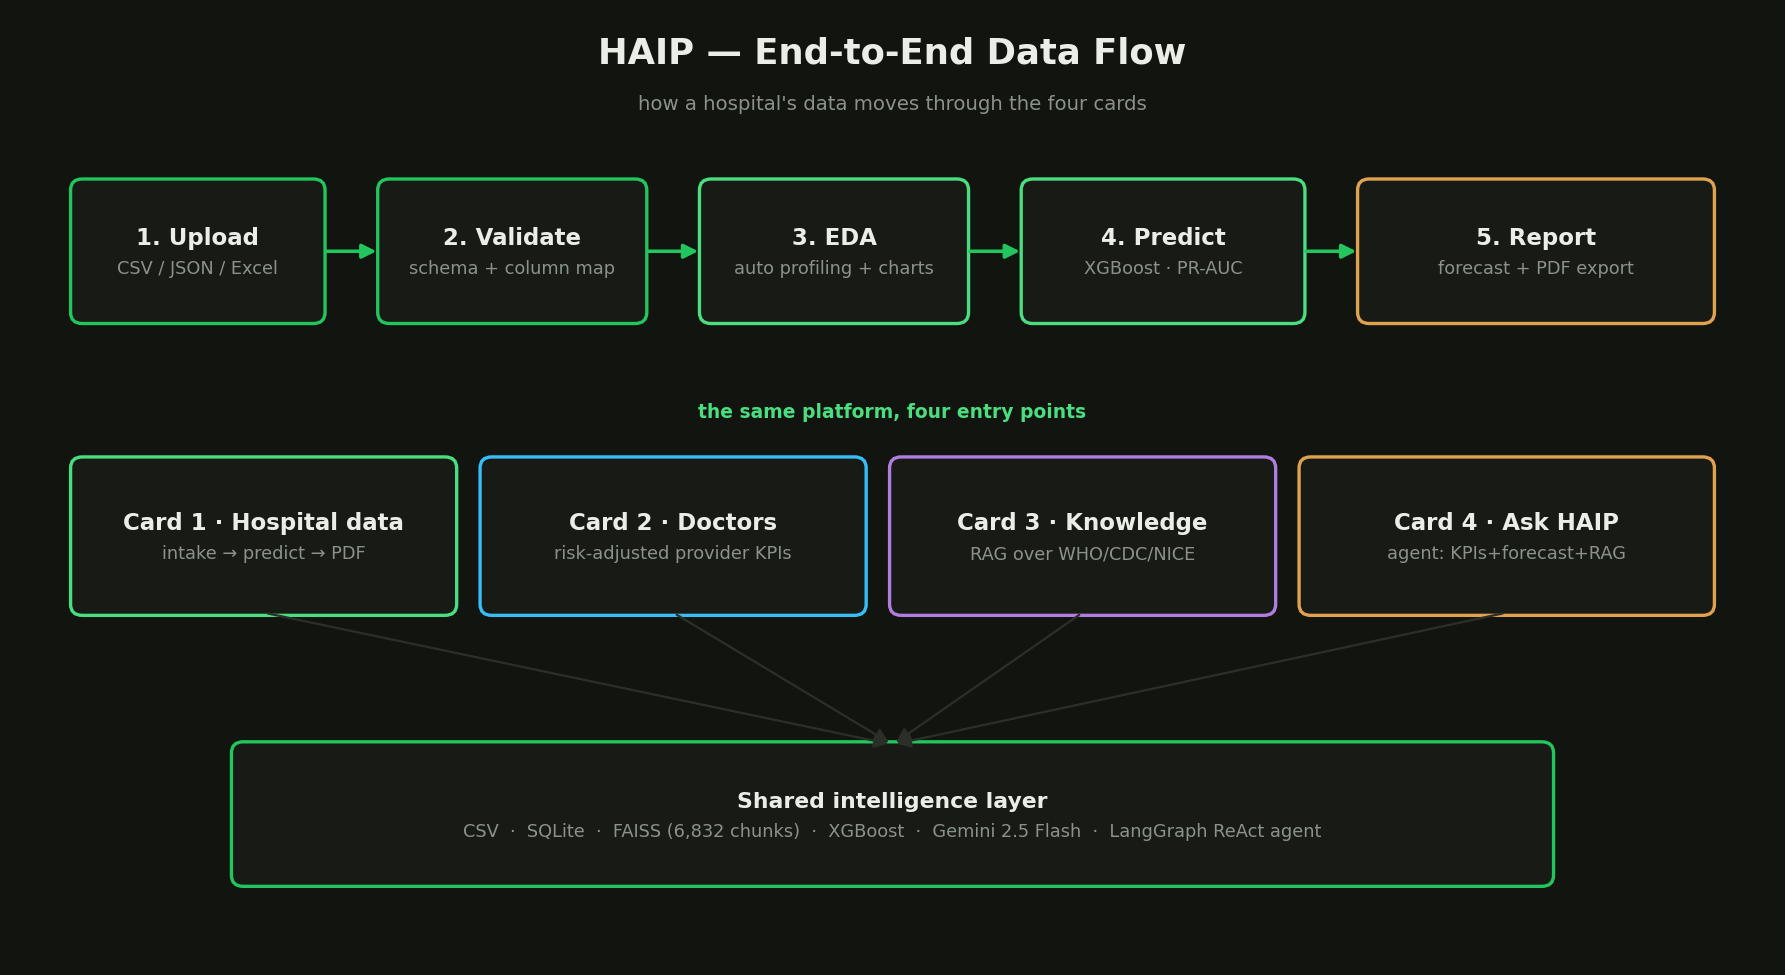 HAIP — End-to-End Data Flow
how a hospital's data moves through the four cards
1. Upload
CSV / JSON / Excel
2. Validate
schema + column map
3. EDA
auto profiling + charts
4. Predict
XGBoost · PR-AUC
5. Report
forecast + PDF export
the same platform, four entry points
Card 1 · Hospital data
intake → predict → PDF
Card 2 · Doctors
risk-adjusted provider KPIs
Card 3 · Knowledge
RAG over WHO/CDC/NICE
Card 4 · Ask HAIP
agent: KPIs+forecast+RAG
Shared intelligence layer
CSV · SQLite · FAISS (6,832 chunks) · XGBoost · Gemini 2.5 Flash · LangGraph ReAct agent